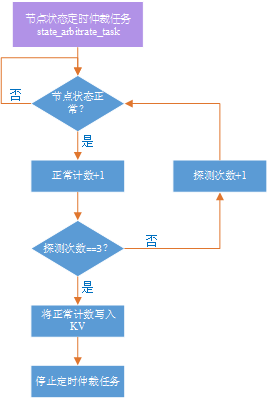 节点状态定时仲裁任务
state_arbitrate_task
否
节点状态正
常?
是
正常计数+1
探测次数+1
探测次数==3?
否
是
将正常计数写入
KV
停止定时仲裁任务